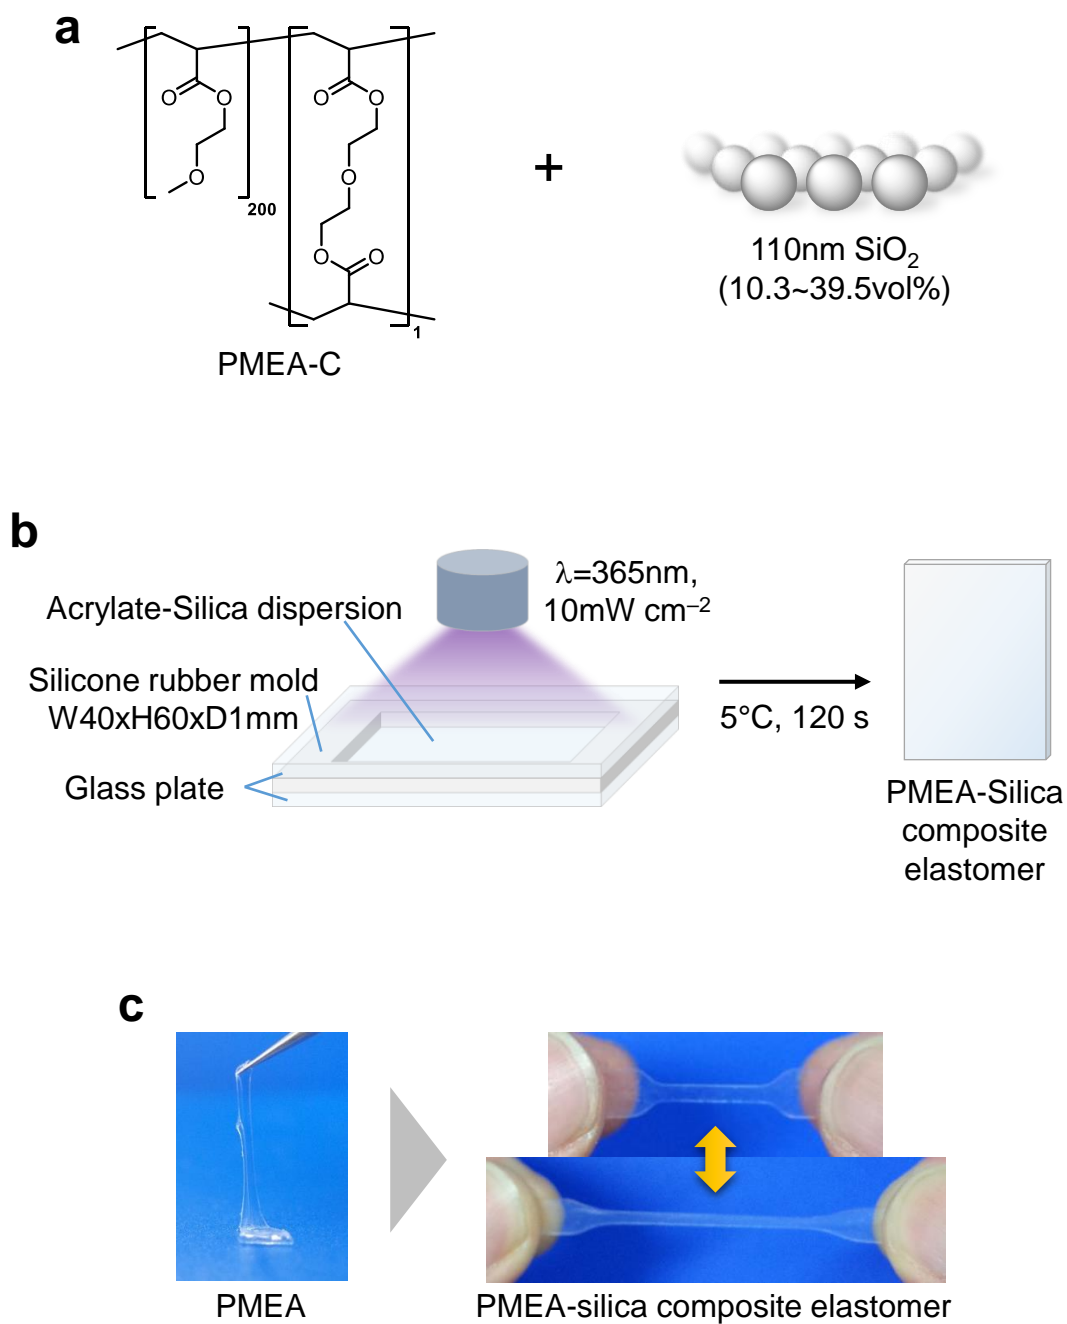 a
O
O
O
200
O
O
O
O
O
1
PMEA-C
+
110nm SiO₂
(10.3~39.5vol%)
b
Acrylate-Silica dispersion
λ=365nm,
10mW cm⁻²
Silicone rubber mold
W40xH60xD1mm
Glass plate
5°C, 120 s
PMEA-Silica
composite
elastomer
c
PMEA
PMEA-silica composite elastomer